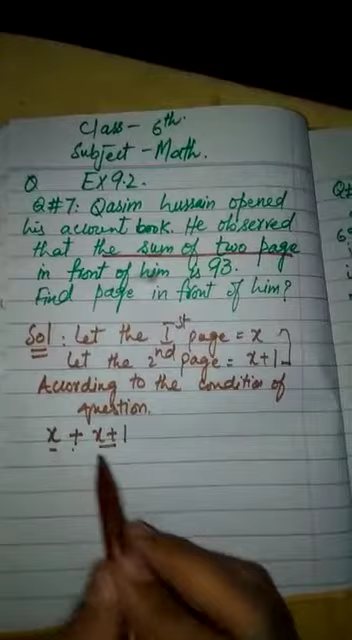 Class - 6th.
Subject - Math.
Q EX 9.2.
Q#7: Qasim hussain opened
his account book. He observed
that the sum of two page
in front of him is 93.
Find page in front of him?
Sol: Let the Ist page = x
Let the 2nd page = x+1
According to the condition of
question.
x + x+1
Q#